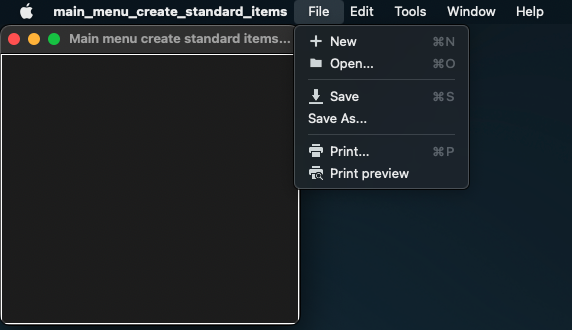 main_menu_create_standard_items File Edit Tools Window Help
Main menu create standard items...
New ⌘N
Open... ⌘O
Save ⌘S
Save As...
Print... ⌘P
Print preview